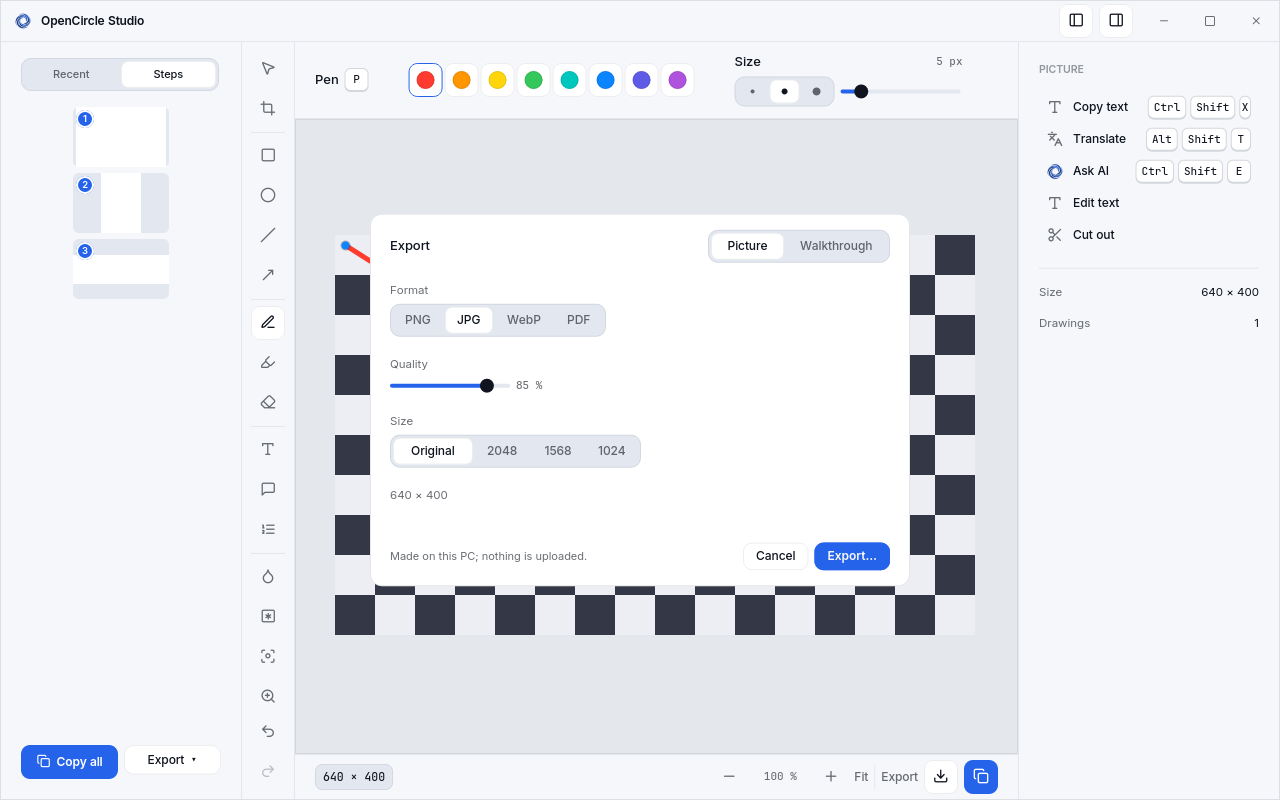 OpenCircle Studio
Recent
Steps
1
2
3
Copy all
Export
Pen
P
Size
5 px
Export
Picture
Walkthrough
Format
PNG
JPG
WebP
PDF
Quality
85 %
Size
Original
2048
1568
1024
640 × 400
Made on this PC; nothing is uploaded.
Cancel
Export...
640 × 400
100 %
Fit
Export
PICTURE
Copy text
Ctrl
Shift
X
Translate
Alt
Shift
T
Ask AI
Ctrl
Shift
E
Edit text
Cut out
Size
640 × 400
Drawings
1